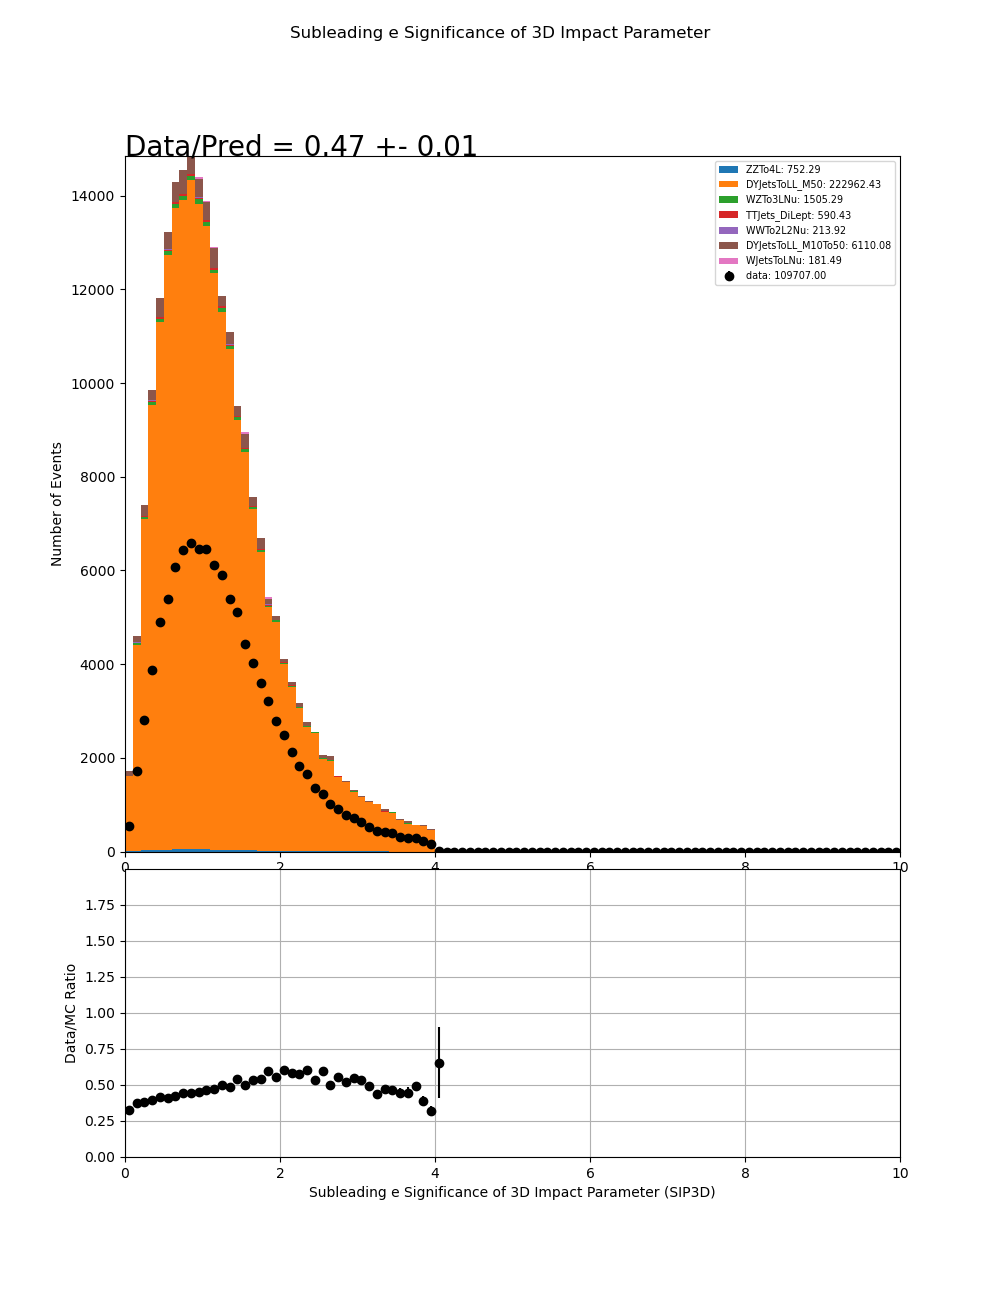 Subleading e Significance of 3D Impact Parameter
Data/Pred = 0.47 +- 0.01
ZZTo4L: 752.29
DYJetsToLL_M50: 222962.43
WZTo3LNu: 1505.29
TTJets_DiLept: 590.43
WWTo2L2Nu: 213.92
DYJetsToLL_M10To50: 6110.08
WJetsToLNu: 181.49
data: 109707.00
Number of Events
14000
12000
10000
8000
6000
4000
2000
0
0 2 4 6 8 10
Data/MC Ratio
1.75
1.50
1.25
1.00
0.75
0.50
0.25
0.00
0 2 4 6 8 10
Subleading e Significance of 3D Impact Parameter (SIP3D)